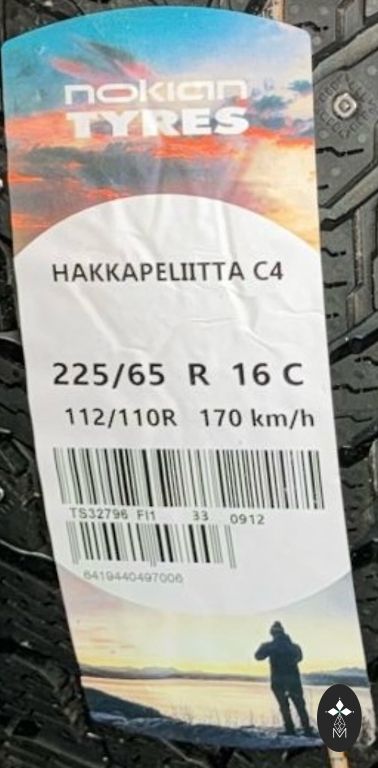 nokian
TYRES
HAKKAPELIITTA C4
225/65 R 16 C
112/110R 170 km/h
TS32796 FI1 33 0912
6419440497006
M